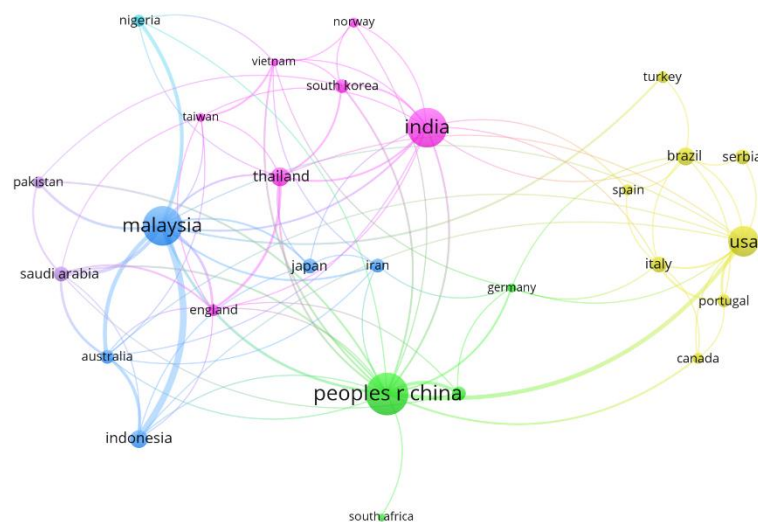 nigeria
norway
vietnam
south korea
turkey
taiwan
india
brazil
serbia
pakistan
thailand
spain
malaysia
usa
saudi arabia
japan
iran
italy
germany
england
portugal
australia
canada
peoples r china
indonesia
south africa